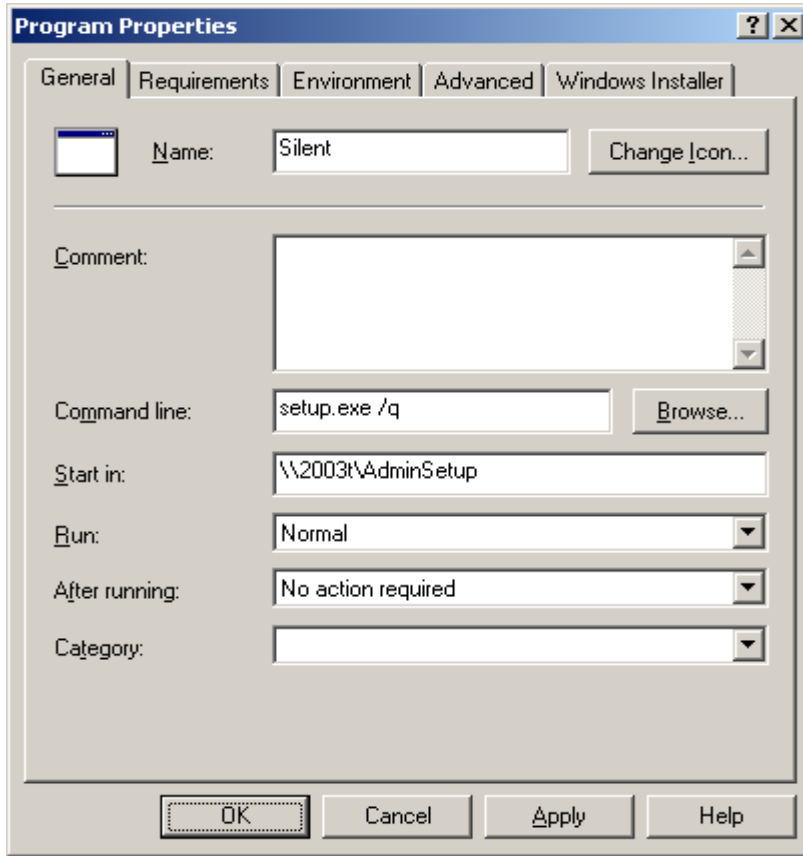 Program Properties
General Requirements Environment Advanced Windows Installer
Name: Silent Change Icon...
Comment:
Command line: setup.exe /q Browse...
Start in: \\2003t\AdminSetup
Run: Normal
After running: No action required
Category:
OK Cancel Apply Help